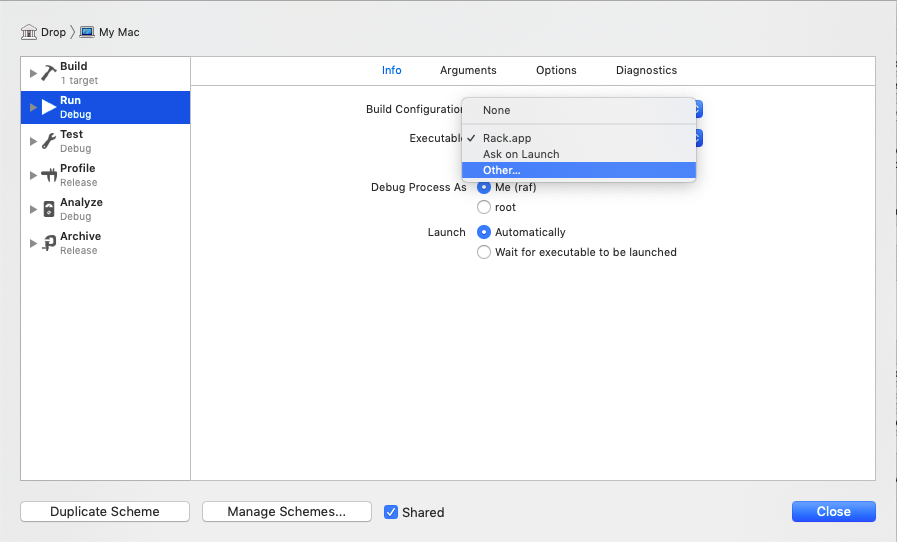 Drop
My Mac
Build
1 target
Run
Debug
Test
Debug
Profile
Release
Analyze
Debug
Archive
Release
Info Arguments Options Diagnostics
Build Configuration
None
Executable
Rack.app
Ask on Launch
Other...
Debug Process As
Me (raf)
root
Launch
Automatically
Wait for executable to be launched
Duplicate Scheme
Manage Schemes...
Shared
Close